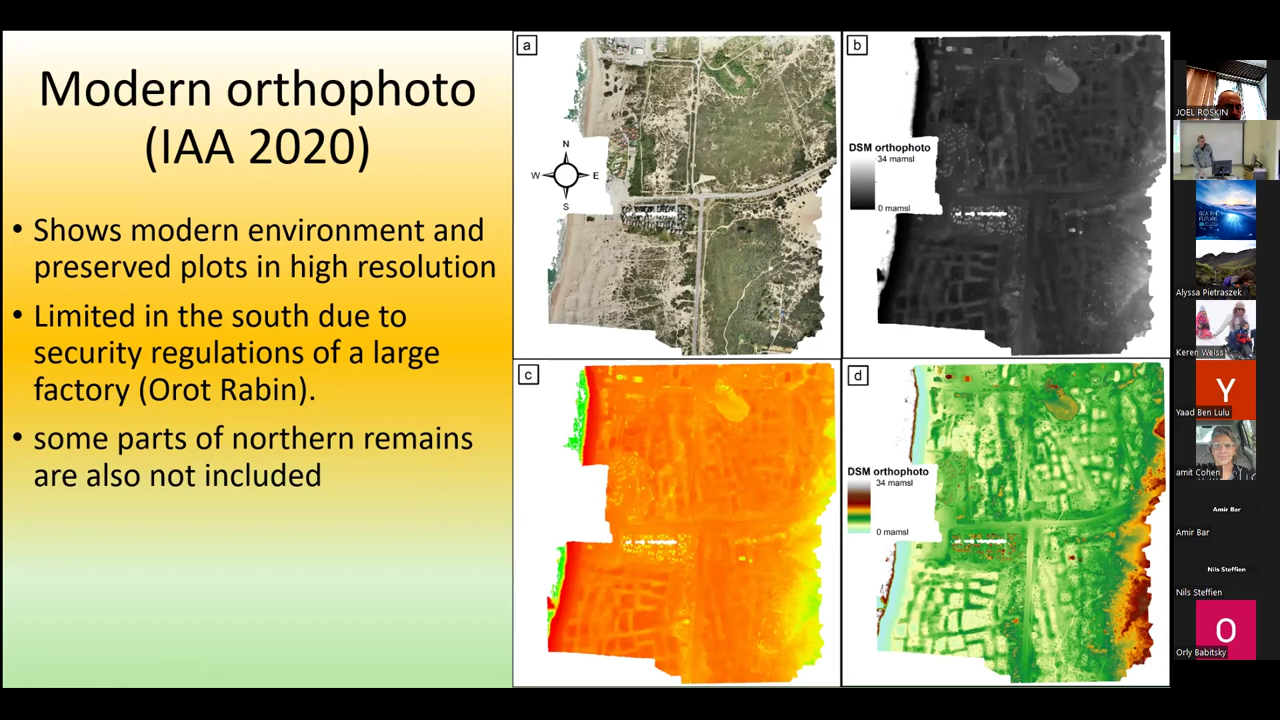 Modern orthophoto
(IAA 2020)
• Shows modern environment and
preserved plots in high resolution
• Limited in the south due to
security regulations of a large
factory (Orot Rabin).
• some parts of northern remains
are also not included
a
N
W E
S
b
DSM orthophoto
34 mamsl
0 mamsl
c
d
DSM orthophoto
34 mamsl
0 mamsl
JOEL ROSKIN
SEA THE
FUTURE
Alyssa Pietraszek
Keren Weiss
Y
Yaad Ben Lulu
amit Cohen
Amir Bar
Amir Bar
Nils Steffien
Nils Steffien
O
Orly Babitsky